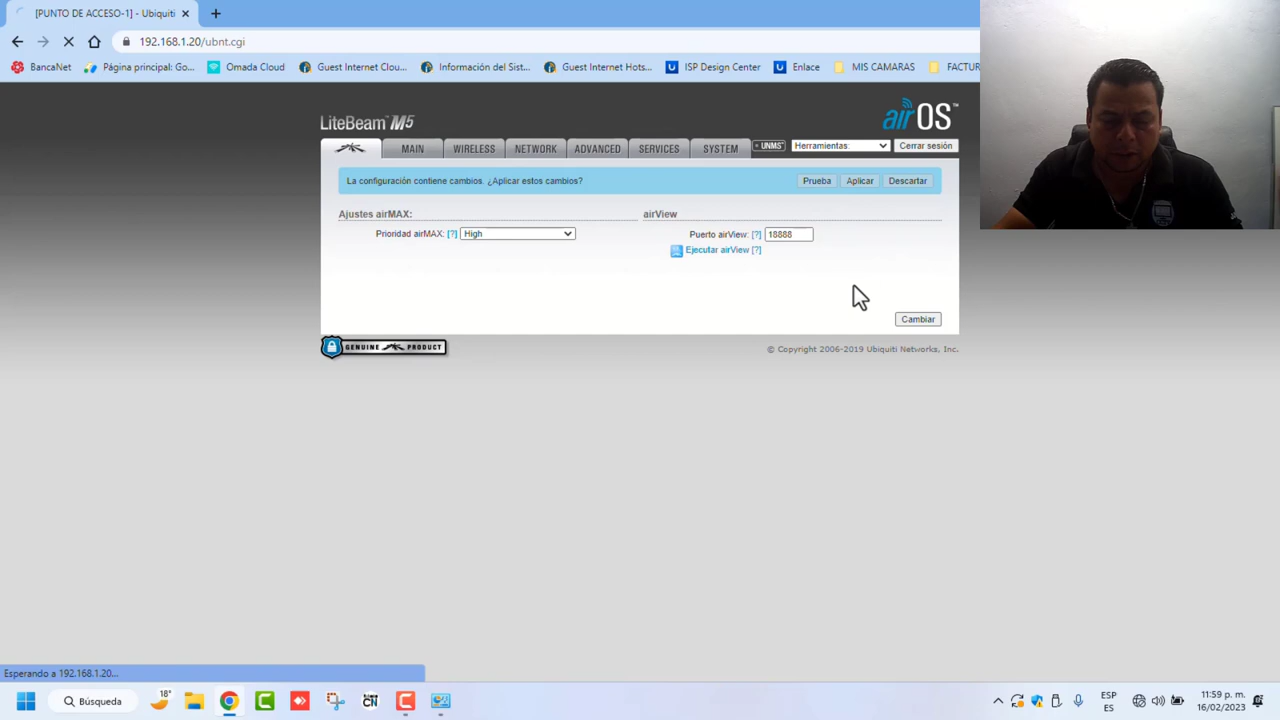 [PUNTO DE ACCESO-1] - Ubiquiti
192.168.1.20/ubnt.cgi
BancaNet
Página principal: Go...
Omada Cloud
Guest Internet Clou...
Información del Sist...
Guest Internet Hots...
ISP Design Center
Enlace
MIS CAMARAS
FACTUR
LiteBeam M5
airOS™
MAIN
WIRELESS
NETWORK
ADVANCED
SERVICES
SYSTEM
UNMS™
Herramientas:
Cerrar sesión
La configuración contiene cambios. ¿Aplicar estos cambios?
Prueba
Aplicar
Descartar
Ajustes airMAX:
airView
Prioridad airMAX: [?] High
Puerto airView: [?] 18888
Ejecutar airView [?]
Cambiar
GENUINE PRODUCT
© Copyright 2006-2019 Ubiquiti Networks, Inc.
Esperando a 192.168.1.20...
Búsqueda
18°
CN
ESP
ES
11:59 p. m.
16/02/2023